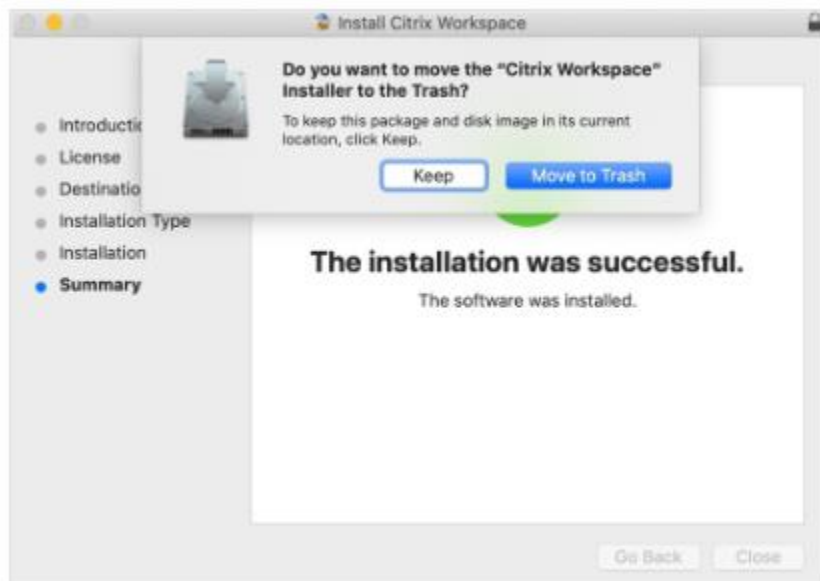 Install Citrix Workspace
Do you want to move the "Citrix Workspace"
Installer to the Trash?
To keep this package and disk image in its current
location, click Keep.
Keep
Move to Trash
Introductio
License
Destinatio
Installation Type
Installation
Summary
The installation was successful.
The software was installed.
Go Back
Close